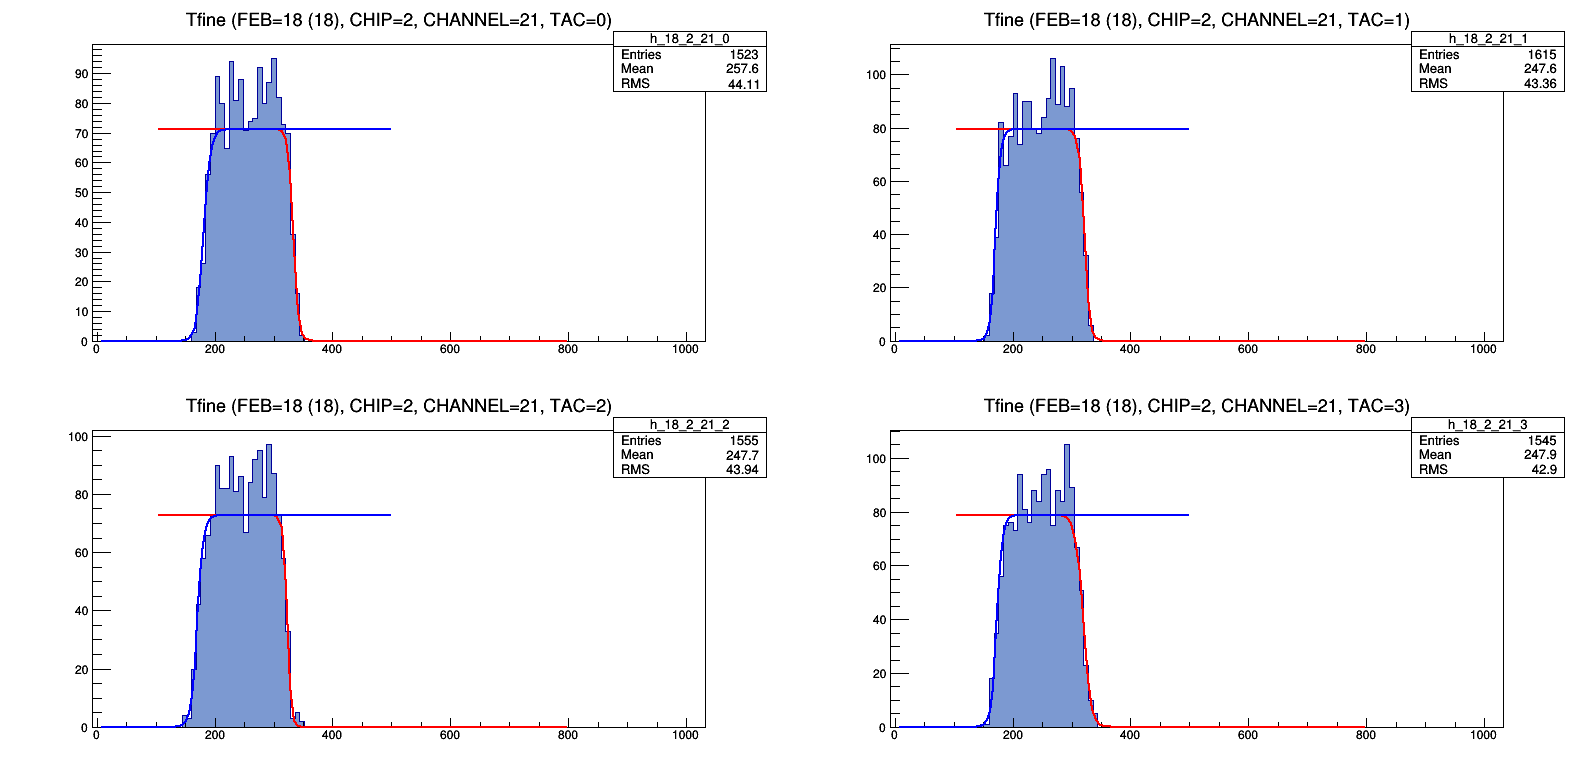 Tfine (FEB=18 (18), CHIP=2, CHANNEL=21, TAC=0)
h_18_2_21_0
Entries 1523
Mean 257.6
RMS 44.11
90
80
70
60
50
40
30
20
10
0
0 200 400 600 800 1000
Tfine (FEB=18 (18), CHIP=2, CHANNEL=21, TAC=1)
h_18_2_21_1
Entries 1615
Mean 247.6
RMS 43.36
100
80
60
40
20
0
0 200 400 600 800 1000
Tfine (FEB=18 (18), CHIP=2, CHANNEL=21, TAC=2)
h_18_2_21_2
Entries 1555
Mean 247.7
RMS 43.94
100
80
60
40
20
0
0 200 400 600 800 1000
Tfine (FEB=18 (18), CHIP=2, CHANNEL=21, TAC=3)
h_18_2_21_3
Entries 1545
Mean 247.9
RMS 42.9
100
80
60
40
20
0
0 200 400 600 800 1000